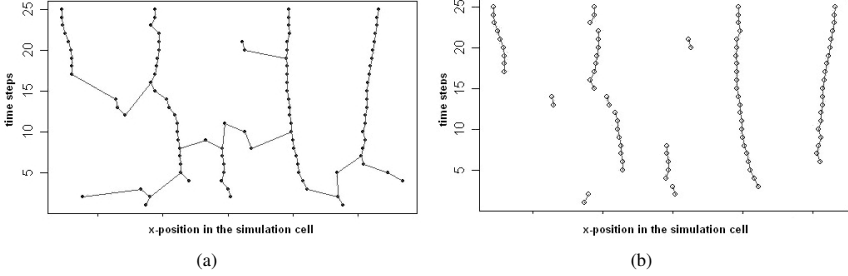 25
20
15
10
5
time steps
x-position in the simulation cell
(a)
25
20
15
10
5
time steps
x-position in the simulation cell
(b)